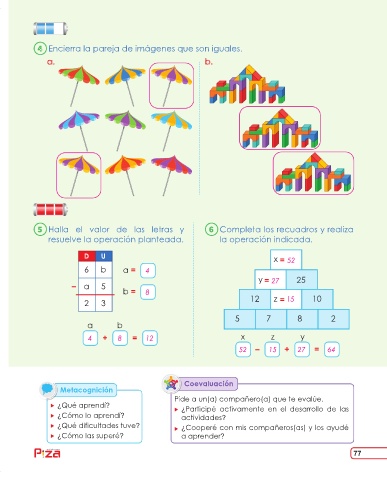 4 Encierra la pareja de imágenes que son iguales.
a. b.
5 Halla el valor de las letras y
resuelve la operación planteada.
D U
6 b
- a 5
2 3
a = 4
b = 8
a b
4 + 8 = 12
6 Completa los recuadros y realiza
la operación indicada.
x = 52
y = 27 25
12 z = 15 10
5 7 8 2
x z y
52 - 15 + 27 = 64
Metacognición
¿Qué aprendí?
¿Cómo lo aprendí?
¿Qué dificultades tuve?
¿Cómo las superé?
Coevaluación
Pide a un(a) compañero(a) que te evalúe.
¿Participé activamente en el desarrollo de las
actividades?
¿Cooperé con mis compañeros(as) y los ayudé
a aprender?
Pizza
77